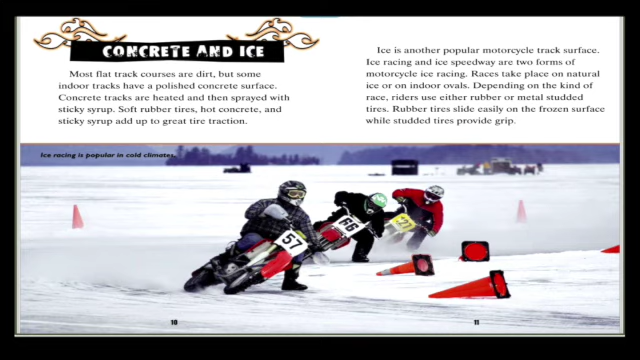 CONCRETE AND ICE
Most flat track courses are dirt, but some
indoor tracks have a polished concrete surface.
Concrete tracks are heated and then sprayed with
sticky syrup. Soft rubber tires, hot concrete, and
sticky syrup add up to great tire traction.
Ice is another popular motorcycle track surface.
Ice racing and ice speedway are two forms of
motorcycle ice racing. Races take place on natural
ice or on indoor ovals. Depending on the kind of
race, riders use either rubber or metal studded
tires. Rubber tires slide easily on the frozen surface
while studded tires provide grip.
Ice racing is popular in cold climates.
57
66
27
10
11